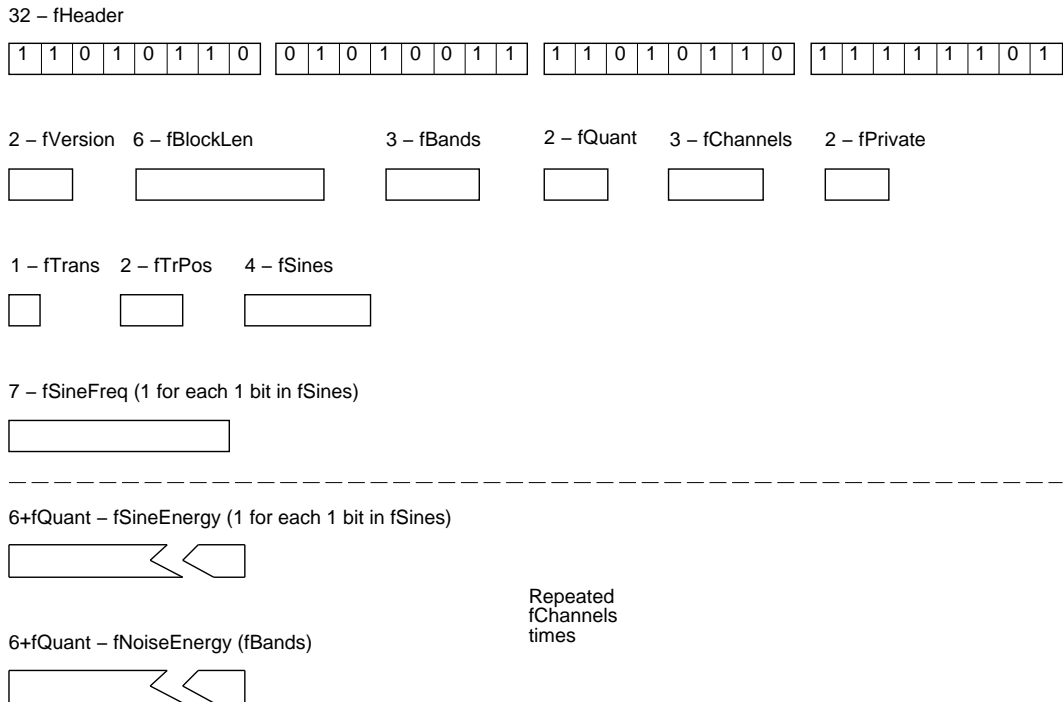 32 – fHeader
1 1 0 1 0 1 1 0 0 1 0 1 0 0 1 1 1 1 0 1 0 1 1 0 1 1 1 1 1 1 0 1
2 – fVersion 6 – fBlockLen 3 – fBands 2 – fQuant 3 – fChannels 2 – fPrivate
1 – fTrans 2 – fTrPos 4 – fSines
7 – fSineFreq (1 for each 1 bit in fSines)
6+fQuant – fSineEnergy (1 for each 1 bit in fSines)
Repeated
fChannels
times
6+fQuant – fNoiseEnergy (fBands)